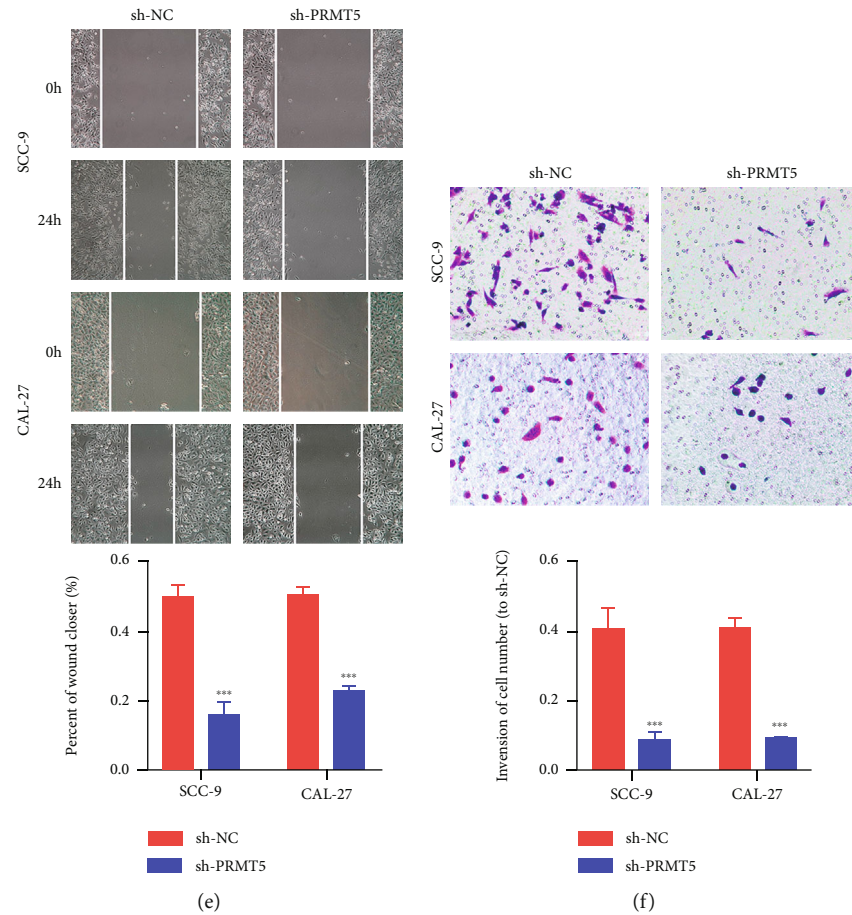 sh-NC sh-PRMT5
SCC-9
0h
24h
CAL-27
0h
24h
Percent of wound closer (%)
0.6
0.4
0.2
0.0
*** ***
SCC-9 CAL-27
sh-NC
sh-PRMT5
(e)
sh-NC sh-PRMT5
SCC-9
CAL-27
Invension of cell number (to sh-NC)
0.6
0.4
0.2
0.0
*** ***
SCC-9 CAL-27
sh-NC
sh-PRMT5
(f)